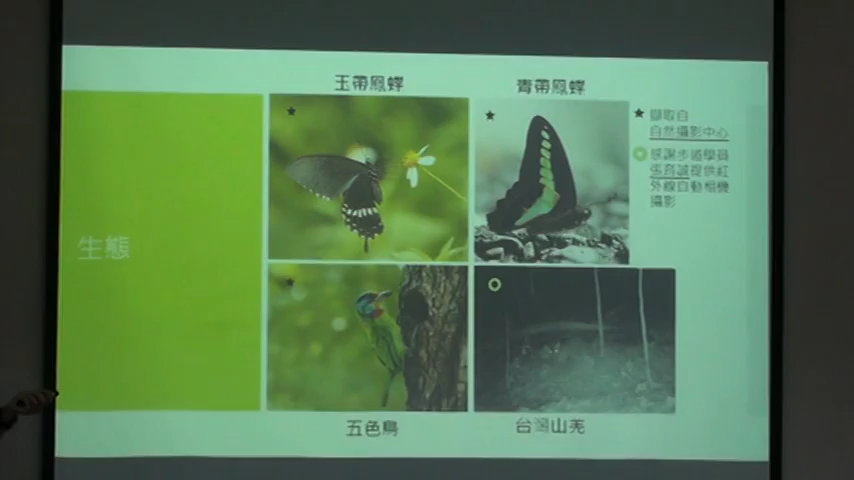 玉帶鳳蝶
青帶鳳蝶
★ 擷取自
自然攝影中心
感謝步道學員
張育誠提供紅
外線自動相機
攝影
生態
五色鳥
台灣山羌